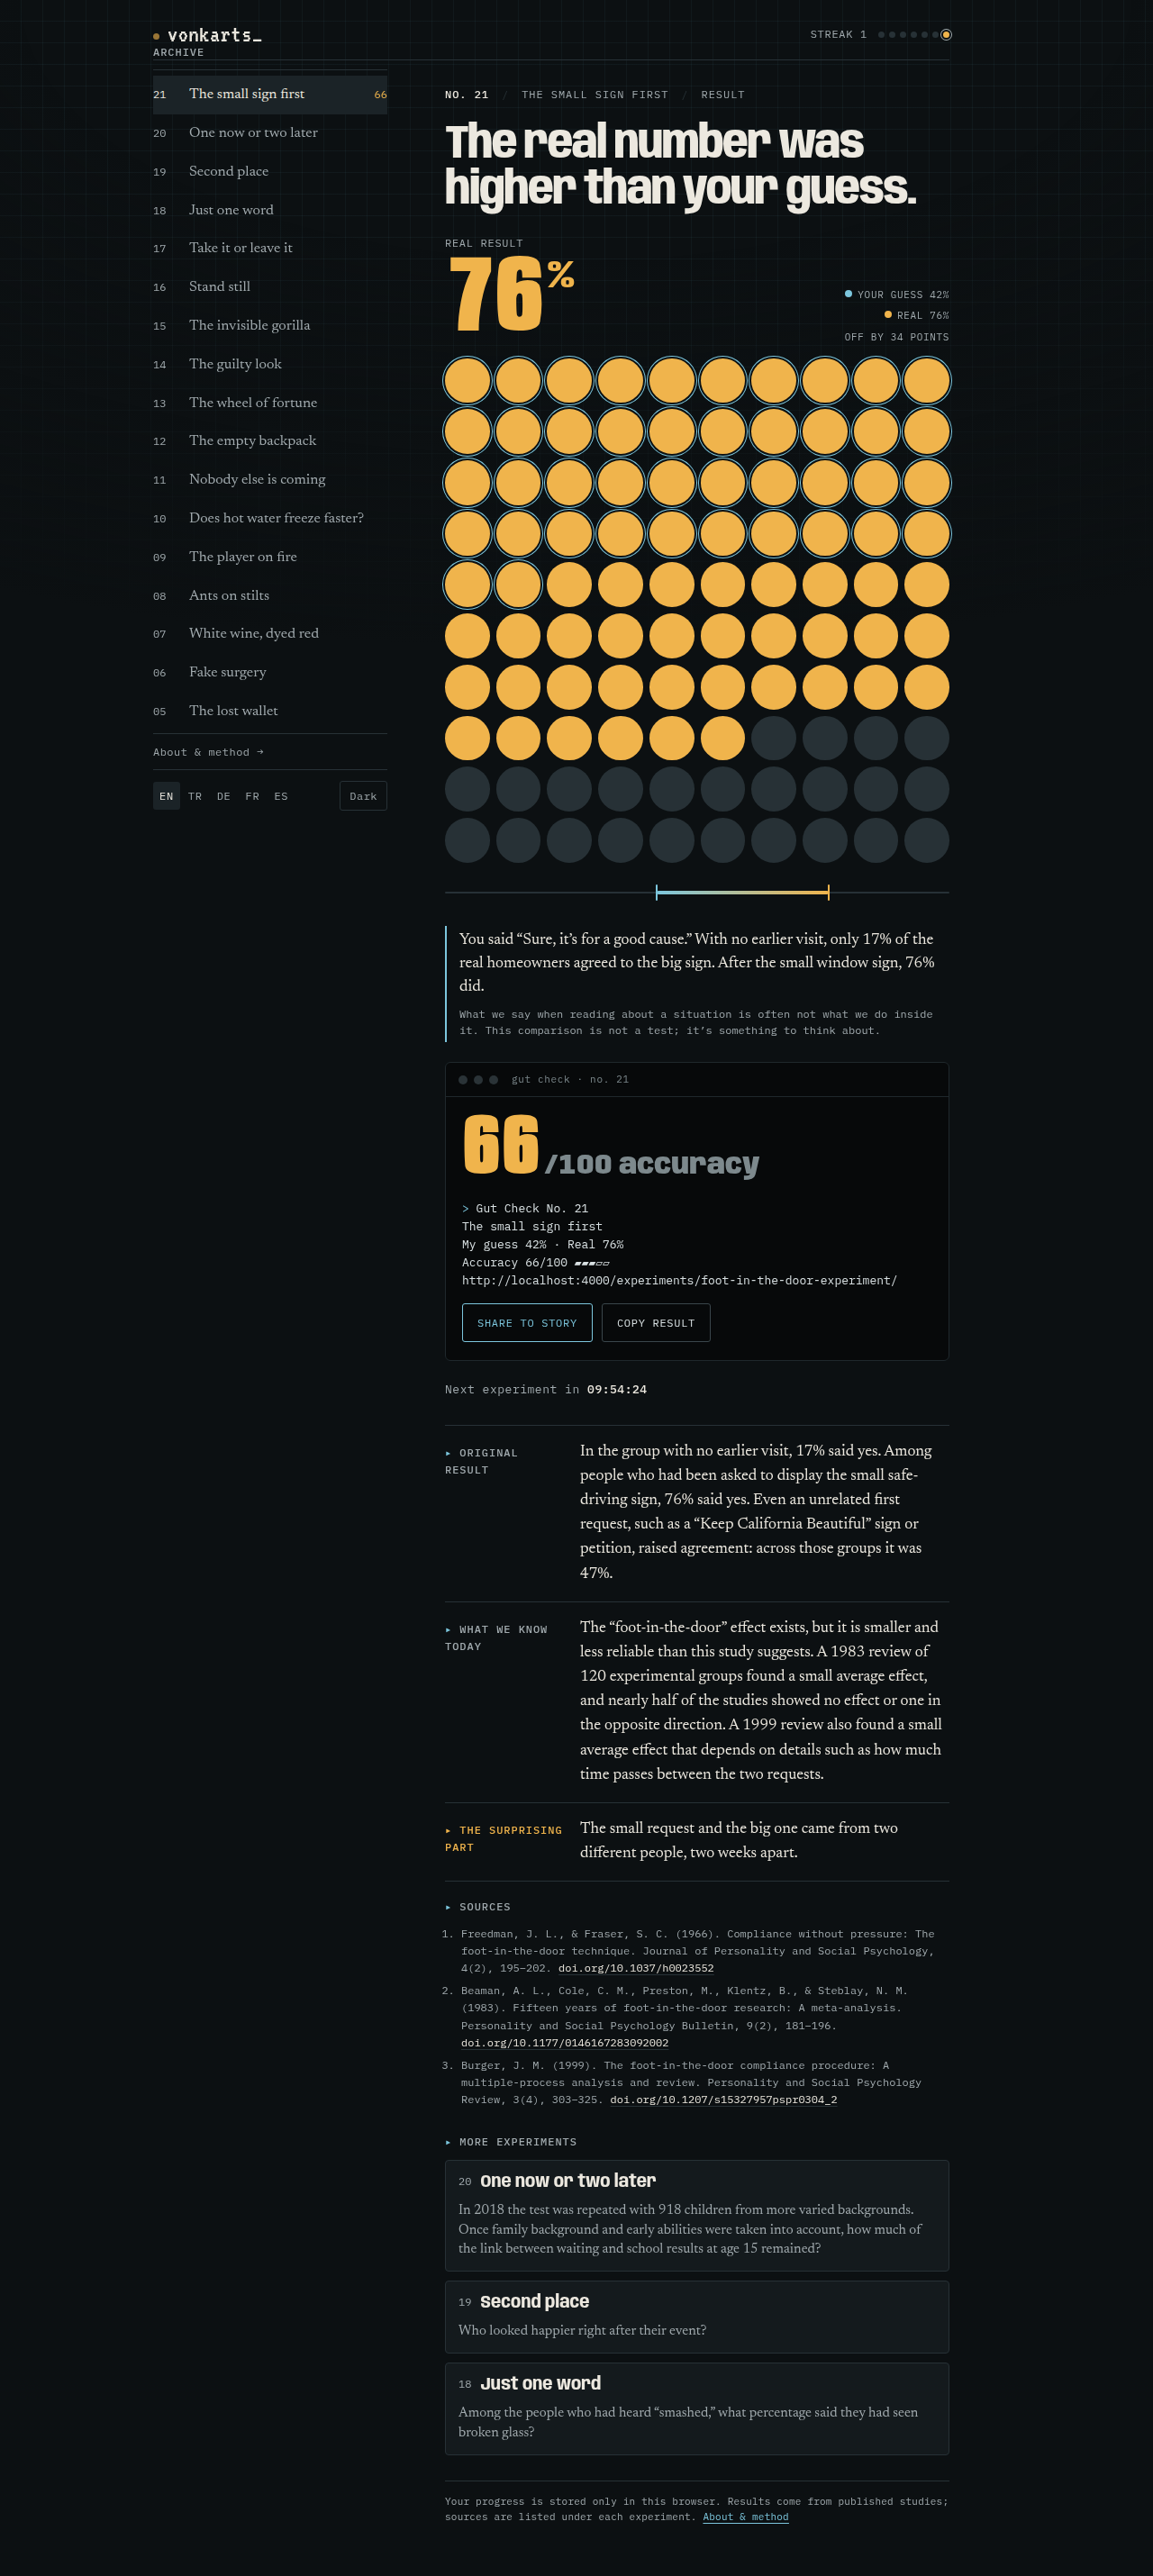 vonkarts_
STREAK 1
ARCHIVE
21 The small sign first 66
20 One now or two later
19 Second place
18 Just one word
17 Take it or leave it
16 Stand still
15 The invisible gorilla
14 The guilty look
13 The wheel of fortune
12 The empty backpack
11 Nobody else is coming
10 Does hot water freeze faster?
09 The player on fire
08 Ants on stilts
07 White wine, dyed red
06 Fake surgery
05 The lost wallet
About & method →
EN TR DE FR ES Dark
NO. 21 / THE SMALL SIGN FIRST / RESULT
The real number was
higher than your guess.
REAL RESULT
76%
YOUR GUESS 42%
REAL 76%
OFF BY 34 POINTS
You said “Sure, it’s for a good cause.” With no earlier visit, only 17% of the
real homeowners agreed to the big sign. After the small window sign, 76%
did.
What we say when reading about a situation is often not what we do inside
it. This comparison is not a test; it’s something to think about.
gut check · no. 21
66/100 accuracy
> Gut Check No. 21
The small sign first
My guess 42% · Real 76%
Accuracy 66/100 ▰▰▰▱▱
http://localhost:4000/experiments/foot-in-the-door-experiment/
SHARE TO STORY COPY RESULT
Next experiment in 09:54:24
▸ ORIGINAL
RESULT
In the group with no earlier visit, 17% said yes. Among
people who had been asked to display the small safe-
driving sign, 76% said yes. Even an unrelated first
request, such as a “Keep California Beautiful” sign or
petition, raised agreement: across those groups it was
47%.
▸ WHAT WE KNOW
TODAY
The “foot-in-the-door” effect exists, but it is smaller and
less reliable than this study suggests. A 1983 review of
120 experimental groups found a small average effect,
and nearly half of the studies showed no effect or one in
the opposite direction. A 1999 review also found a small
average effect that depends on details such as how much
time passes between the two requests.
▸ THE SURPRISING
PART
The small request and the big one came from two
different people, two weeks apart.
▸ SOURCES
1. Freedman, J. L., & Fraser, S. C. (1966). Compliance without pressure: The
foot-in-the-door technique. Journal of Personality and Social Psychology,
4(2), 195–202. doi.org/10.1037/h0023552
2. Beaman, A. L., Cole, C. M., Preston, M., Klentz, B., & Steblay, N. M.
(1983). Fifteen years of foot-in-the-door research: A meta-analysis.
Personality and Social Psychology Bulletin, 9(2), 181–196.
doi.org/10.1177/0146167283092002
3. Burger, J. M. (1999). The foot-in-the-door compliance procedure: A
multiple-process analysis and review. Personality and Social Psychology
Review, 3(4), 303–325. doi.org/10.1207/s15327957pspr0304_2
▸ MORE EXPERIMENTS
20 One now or two later
In 2018 the test was repeated with 918 children from more varied backgrounds.
Once family background and early abilities were taken into account, how much of
the link between waiting and school results at age 15 remained?
19 Second place
Who looked happier right after their event?
18 Just one word
Among the people who had heard “smashed,” what percentage said they had seen
broken glass?
Your progress is stored only in this browser. Results come from published studies;
sources are listed under each experiment. About & method